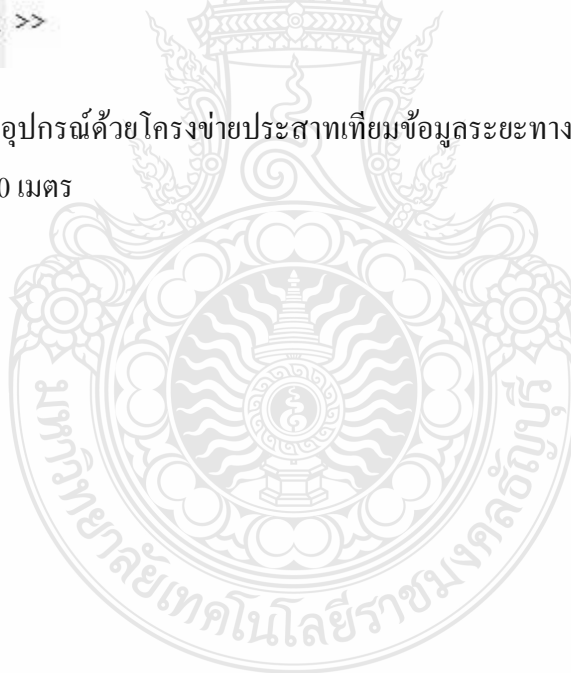 >>
อุปกรณ์ด้วยโครงข่ายประสาทเทียมข้อมูลระยะทาง
0 เมตร
มหาวิทยาลัยเทคโนโลยีราชมงคลธัญบุรี